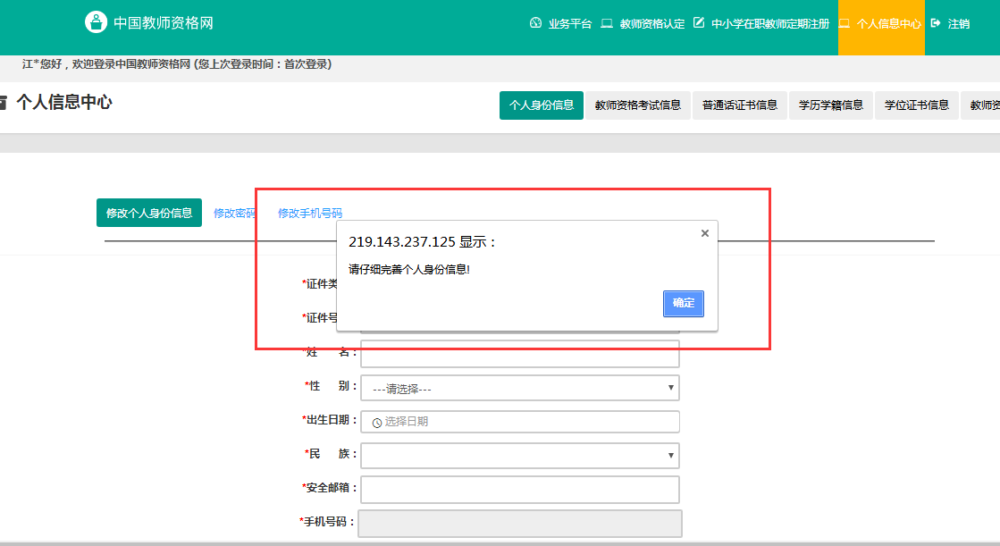 中国教师资格网 业务平台 教师资格认定 中小学在职教师定期注册 个人信息中心 注销
江*您好，欢迎登录中国教师资格网 (您上次登录时间：首次登录)
个人信息中心 个人身份信息 教师资格考试信息 普通话证书信息 学历学籍信息 学位证书信息 教师资
修改个人身份信息 修改密码 修改手机号码
219.143.237.125 显示：
×
请仔细完善个人身份信息!
确定
*证件类
*证件号
*姓 名：
*性 别： ---请选择---
*出生日期： 选择日期
*民 族：
*安全邮箱：
*手机号码：